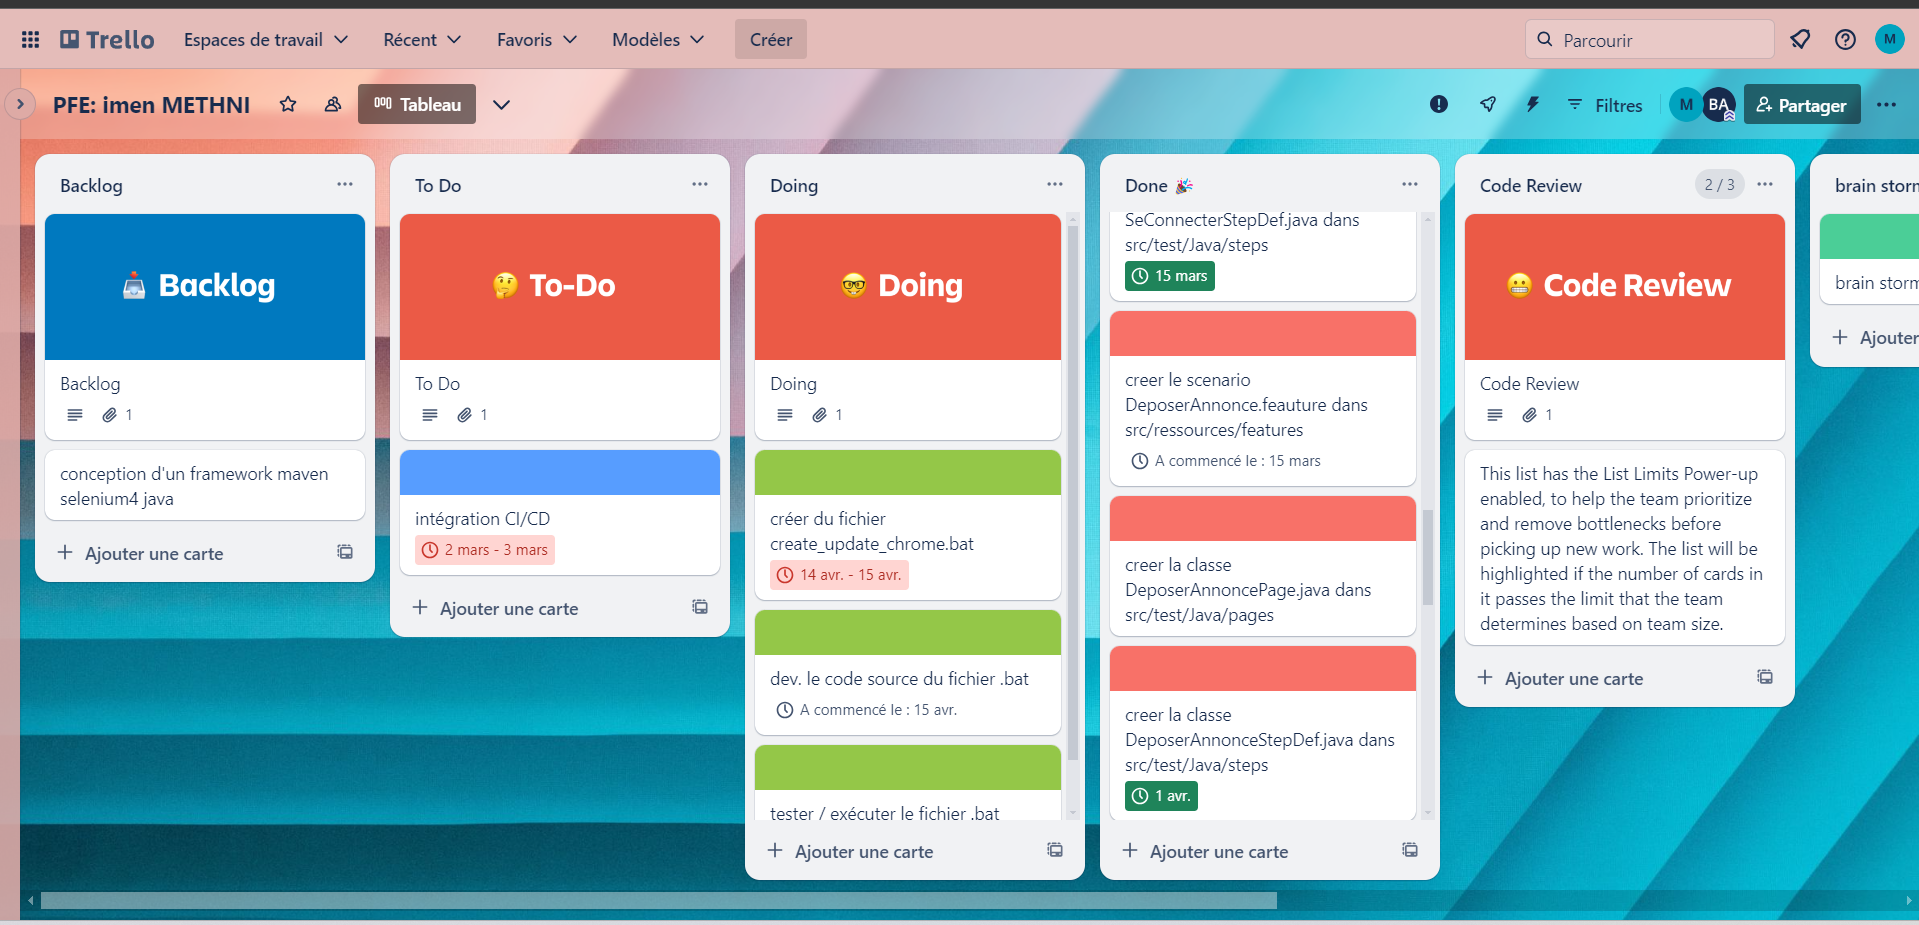 Trello
Espaces de travail
Récent
Favoris
Modèles
Créer
Parcourir
M
PFE: imen METHNI
Tableau
Filtres
M
BA
Partager
Backlog
Backlog
Backlog
1
conception d'un framework maven
selenium4 java
Ajouter une carte
To Do
To-Do
To Do
1
intégration CI/CD
2 mars - 3 mars
Ajouter une carte
Doing
Doing
Doing
1
créer du fichier
create_update_chrome.bat
14 avr. - 15 avr.
dev. le code source du fichier .bat
A commencé le : 15 avr.
tester / exécuter le fichier .bat
Ajouter une carte
Done
SeConnecterStepDef.java dans
src/test/Java/steps
15 mars
creer le scenario
DeposerAnnonce.feauture dans
src/ressources/features
A commencé le : 15 mars
creer la classe
DeposerAnnoncePage.java dans
src/test/Java/pages
creer la classe
DeposerAnnonceStepDef.java dans
src/test/Java/steps
1 avr.
Ajouter une carte
Code Review
2 / 3
Code Review
Code Review
1
This list has the List Limits Power-up
enabled, to help the team prioritize
and remove bottlenecks before
picking up new work. The list will be
highlighted if the number of cards in
it passes the limit that the team
determines based on team size.
Ajouter une carte
brain storm
brain storm
Ajouter